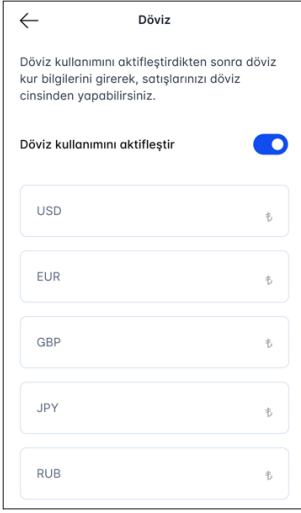 Döviz
Döviz kullanımını aktifleştirdikten sonra döviz
kur bilgilerini girerek, satışlarınızı döviz
cinsinden yapabilirsiniz.
Döviz kullanımını aktifleştir
USD ₺
EUR ₺
GBP ₺
JPY ₺
RUB ₺